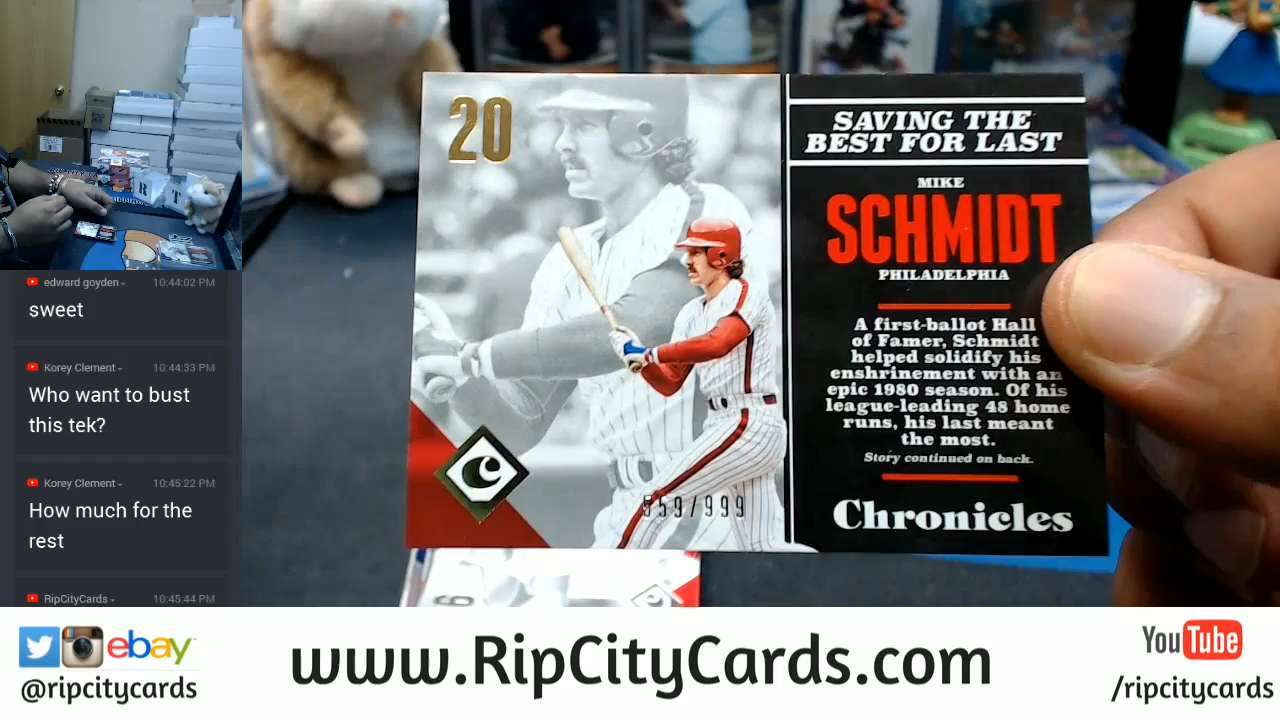 20
SAVING THE
BEST FOR LAST
MIKE
SCHMIDT
PHILADELPHIA
A first-ballot Hall
of Famer, Schmidt
helped solidify his
enshrinement with an
epic 1980 season. Of his
league-leading 48 home
runs, his last meant
the most.
Story continued on back.
Chronicles
C
559/999
edward goyden 10:44:02 PM
sweet
Korey Clement 10:44:33 PM
Who want to bust
this tek?
Korey Clement 10:45:22 PM
How much for the
rest
RipCityCards 10:45:44 PM
R T
ebay
@ripcitycards
www.RipCityCards.com
YouTube
/ripcitycards